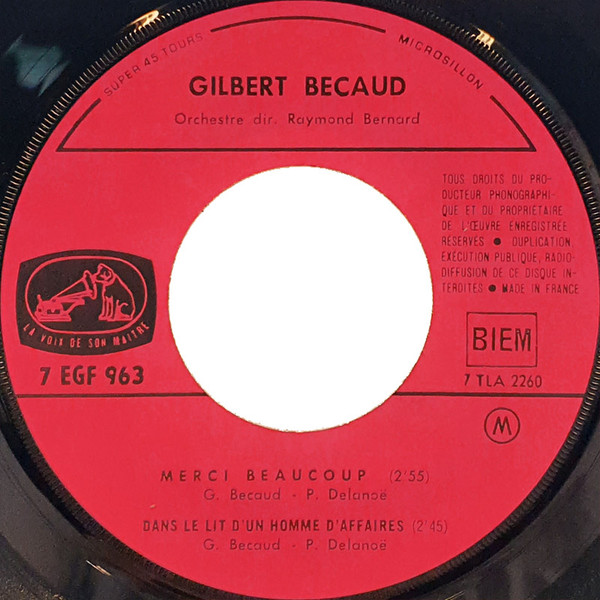 SUPER 45 TOURS
MICROSILLON
GILBERT BECAUD
Orchestre dir. Raymond Bernard
TOUS DROITS DU PRO-
DUCTEUR PHONOGRAPHI-
QUE ET DU PROPRIÉTAIRE
DE L'ŒUVRE ENREGISTRÉE
RÉSERVÉS ● DUPLICATION,
EXÉCUTION PUBLIQUE, RADIO-
DIFFUSION DE CE DISQUE IN-
TERDITES ● MADE IN FRANCE
LA VOIX DE SON MAITRE
7 EGF 963
BIEM
7 TLA 2260
M
MERCI BEAUCOUP (2'55)
G. Becaud - P. Delanoë
DANS LE LIT D'UN HOMME D'AFFAIRES (2'45)
G. Becaud - P. Delanoë